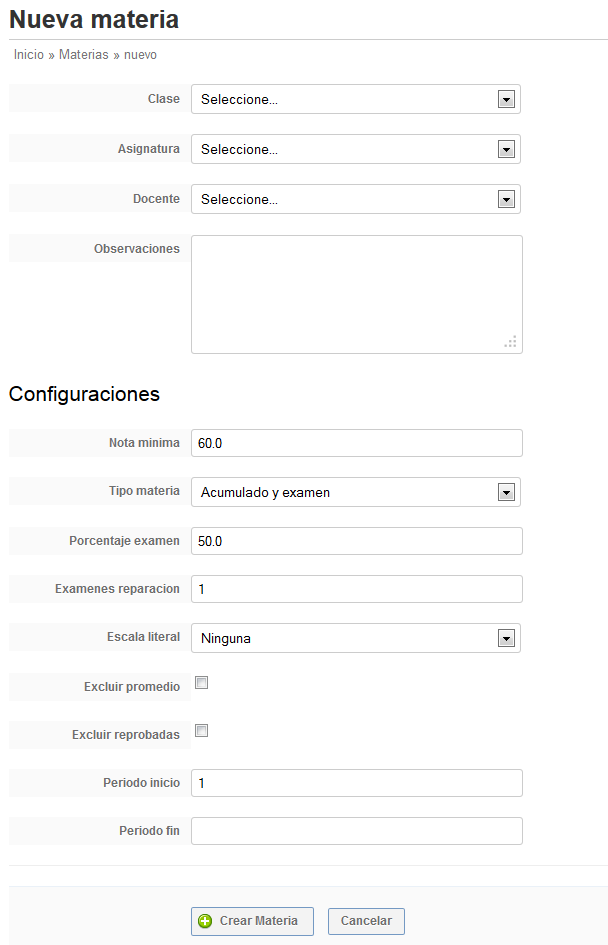 Nueva materia
Inicio » Materias » nuevo
Clase Seleccione...
Asignatura Seleccione...
Docente Seleccione...
Observaciones
Configuraciones
Nota minima 60.0
Tipo materia Acumulado y examen
Porcentaje examen 50.0
Examenes reparacion 1
Escala literal Ninguna
Excluir promedio
Excluir reprobadas
Periodo inicio 1
Periodo fin
Crear Materia Cancelar